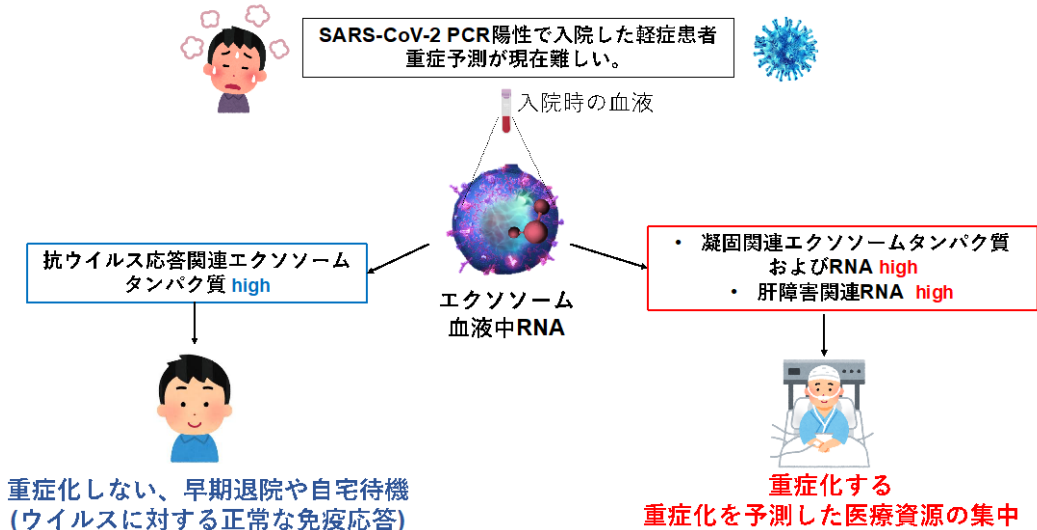 SARS-CoV-2 PCR陽性で入院した軽症患者
重症予測が現在難しい。
入院時の血液
抗ウイルス応答関連エクソソーム
タンパク質 high
エクソソーム
血液中RNA
• 凝固関連エクソソームタンパク質
およびRNA high
• 肝障害関連RNA high
重症化しない、早期退院や自宅待機
(ウイルスに対する正常な免疫応答)
重症化する
重症化を予測した医療資源の集中